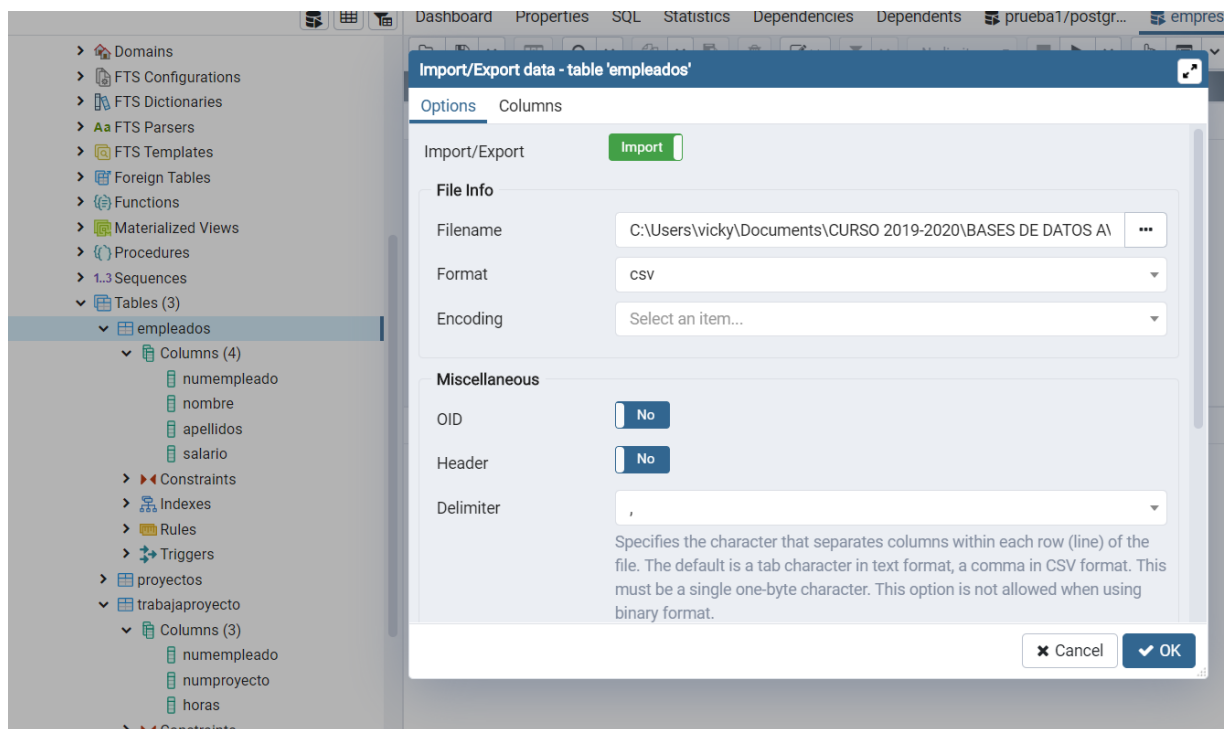 Dashboard Properties SQL Statistics Dependencies Dependents prueba1/postgr... empres
Domains
FTS Configurations
FTS Dictionaries
Aa FTS Parsers
FTS Templates
Foreign Tables
Functions
Materialized Views
Procedures
1..3 Sequences
Tables (3)
empleados
Columns (4)
numempleado
nombre
apellidos
salario
Constraints
Indexes
Rules
Triggers
proyectos
trabajaproyecto
Columns (3)
numempleado
numproyecto
horas
Constraints
Import/Export data - table 'empleados'
Options Columns
Import/Export Import
File Info
Filename C:\Users\vicky\Documents\CURSO 2019-2020\BASES DE DATOS A\
Format csv
Encoding Select an item...
Miscellaneous
OID No
Header No
Delimiter ,
Specifies the character that separates columns within each row (line) of the
file. The default is a tab character in text format, a comma in CSV format. This
must be a single one-byte character. This option is not allowed when using
binary format.
Cancel OK